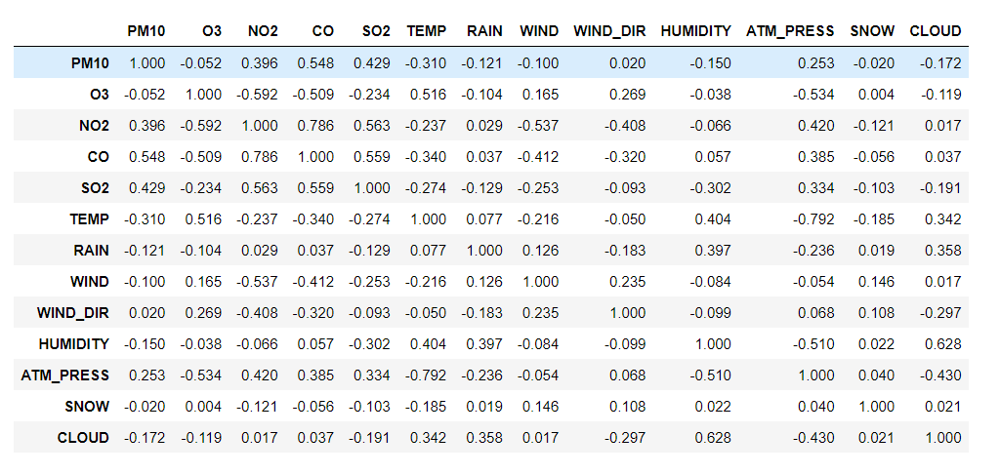 PM10 O3 NO2 CO SO2 TEMP RAIN WIND WIND_DIR HUMIDITY ATM_PRESS SNOW CLOUD
PM10 1.000 -0.052 0.396 0.548 0.429 -0.310 -0.121 -0.100 0.020 -0.150 0.253 -0.020 -0.172
O3 -0.052 1.000 -0.592 -0.509 -0.234 0.516 -0.104 0.165 0.269 -0.038 -0.534 0.004 -0.119
NO2 0.396 -0.592 1.000 0.786 0.563 -0.237 0.029 -0.537 -0.408 -0.066 0.420 -0.121 0.017
CO 0.548 -0.509 0.786 1.000 0.559 -0.340 0.037 -0.412 -0.320 0.057 0.385 -0.056 0.037
SO2 0.429 -0.234 0.563 0.559 1.000 -0.274 -0.129 -0.253 -0.093 -0.302 0.334 -0.103 -0.191
TEMP -0.310 0.516 -0.237 -0.340 -0.274 1.000 0.077 -0.216 -0.050 0.404 -0.792 -0.185 0.342
RAIN -0.121 -0.104 0.029 0.037 -0.129 0.077 1.000 0.126 -0.183 0.397 -0.236 0.019 0.358
WIND -0.100 0.165 -0.537 -0.412 -0.253 -0.216 0.126 1.000 0.235 -0.084 -0.054 0.146 0.017
WIND_DIR 0.020 0.269 -0.408 -0.320 -0.093 -0.050 -0.183 0.235 1.000 -0.099 0.068 0.108 -0.297
HUMIDITY -0.150 -0.038 -0.066 0.057 -0.302 0.404 0.397 -0.084 -0.099 1.000 -0.510 0.022 0.628
ATM_PRESS 0.253 -0.534 0.420 0.385 0.334 -0.792 -0.236 -0.054 0.068 -0.510 1.000 0.040 -0.430
SNOW -0.020 0.004 -0.121 -0.056 -0.103 -0.185 0.019 0.146 0.108 0.022 0.040 1.000 0.021
CLOUD -0.172 -0.119 0.017 0.037 -0.191 0.342 0.358 0.017 -0.297 0.628 -0.430 0.021 1.000